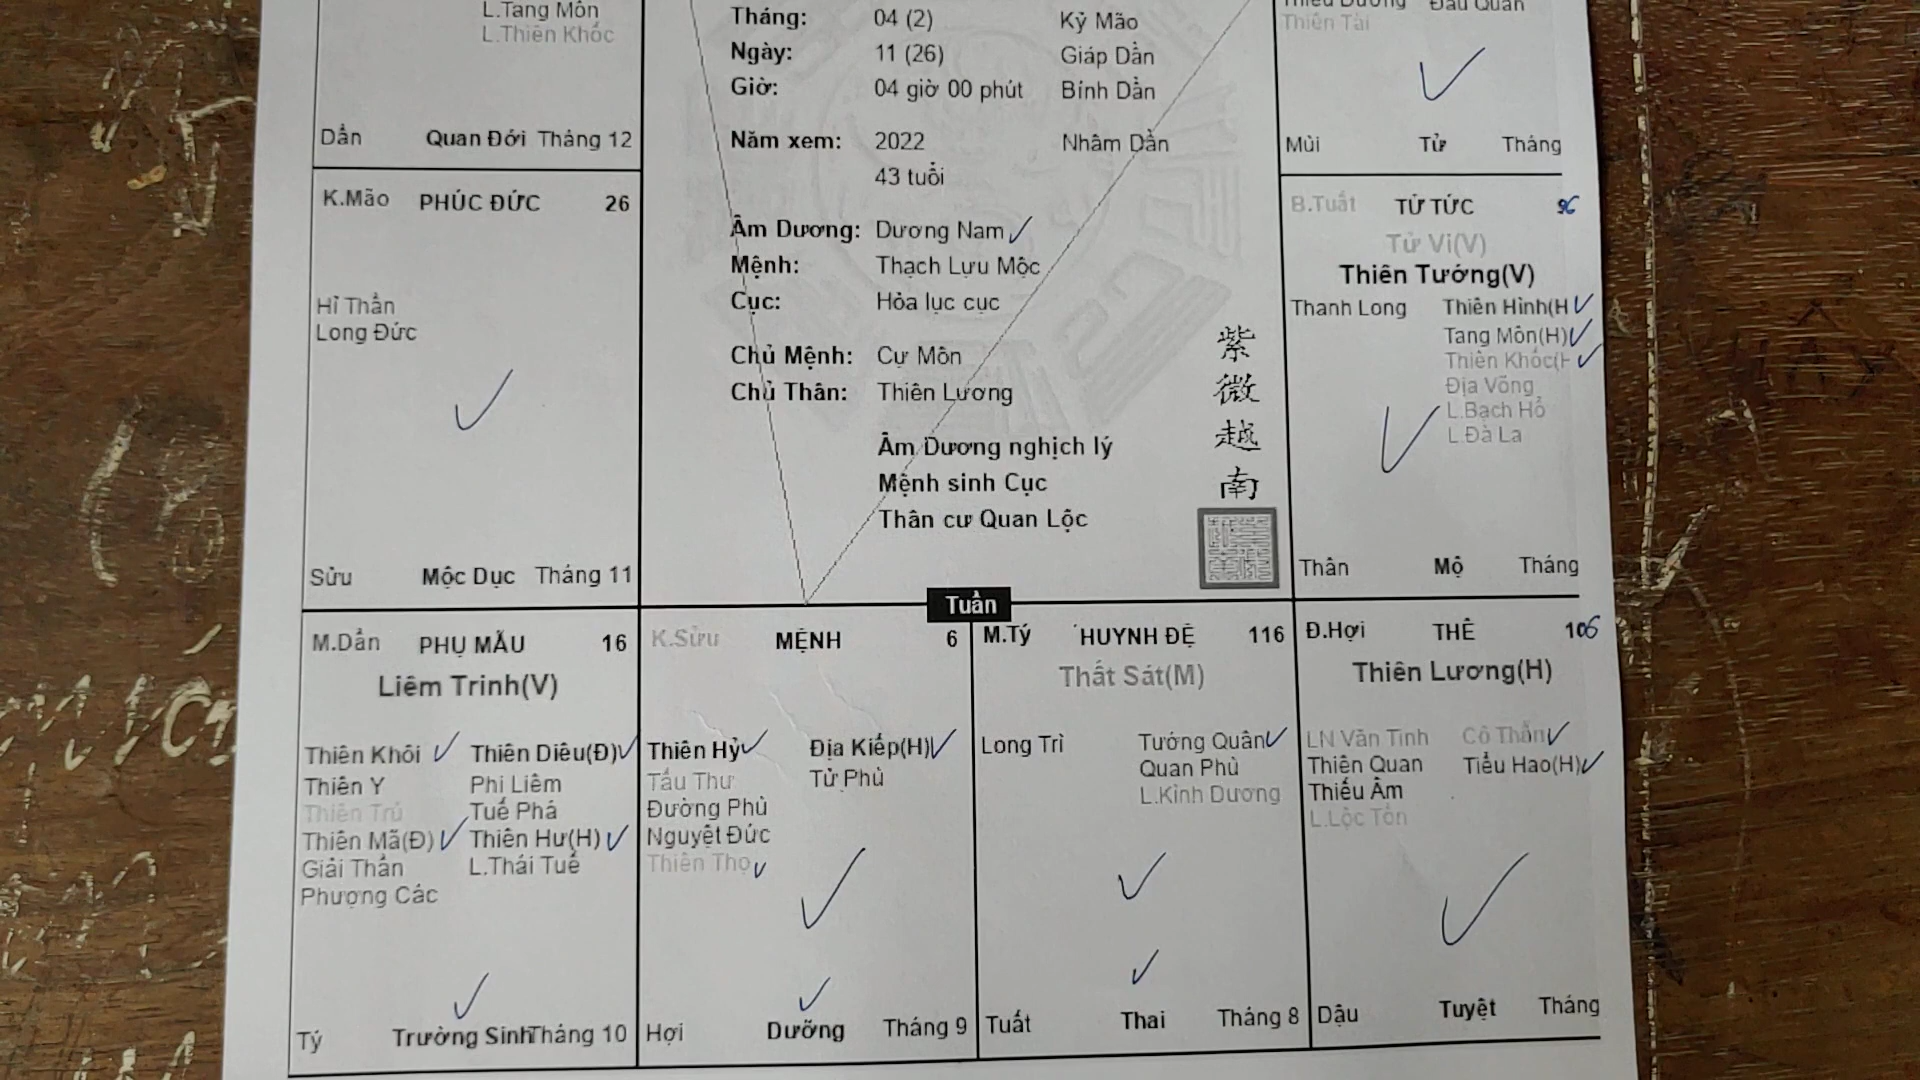 L.Tang Môn
L.Thiên Khốc
Dần Quan Đới Tháng 12
Tháng: 04 (2) Kỷ Mão
Ngày: 11 (26) Giáp Dần
Giờ: 04 giờ 00 phút Bính Dần
Năm xem: 2022 Nhâm Dần
43 tuổi
Âm Dương: Dương Nam
Mệnh: Thạch Lựu Mộc
Cục: Hỏa lục cục
Chủ Mệnh: Cự Môn
Chủ Thân: Thiên Lương
Âm Dương nghịch lý
Mệnh sinh Cục
Thân cư Quan Lộc
紫
微
越
南
Thiếu Dương Đẩu Quân
Thiên Tài
Mùi Tử Tháng
K.Mão PHÚC ĐỨC 26
Hỉ Thần
Long Đức
Sửu Mộc Dục Tháng 11
B.Tuất TỬ TỨC 96
Tử Vi(V)
Thiên Tướng(V)
Thanh Long Thiên Hình(H
Tang Môn(H)
Thiên Khốc(H
Địa Võng
L.Bạch Hổ
L.Đà La
Thân Mộ Tháng
Tuần
M.Dần PHỤ MẪU 16
Liêm Trinh(V)
Thiên Khôi Thiên Diêu(Đ)
Thiên Y Phi Liêm
Thiên Trù Tuế Phá
Thiên Mã(Đ) Thiên Hư(H)
Giải Thần L.Thái Tuế
Phượng Các
Tý Trường Sinh Tháng 10
K.Sửu MỆNH 6
Thiên Hỷ Địa Kiếp(H)
Tấu Thư Tử Phù
Đường Phù
Nguyệt Đức
Thiên Thọ
Hợi Dưỡng Tháng 9
M.Tý HUYNH ĐỆ 116
Thất Sát(M)
Long Trì Tướng Quân
Quan Phù
L.Kình Dương
Tuất Thai Tháng 8
Đ.Hợi THÊ 106
Thiên Lương(H)
LN Văn Tinh Cô Thần
Thiên Quan Tiểu Hao(H)
Thiếu Âm
L.Lộc Tồn
Dậu Tuyệt Tháng